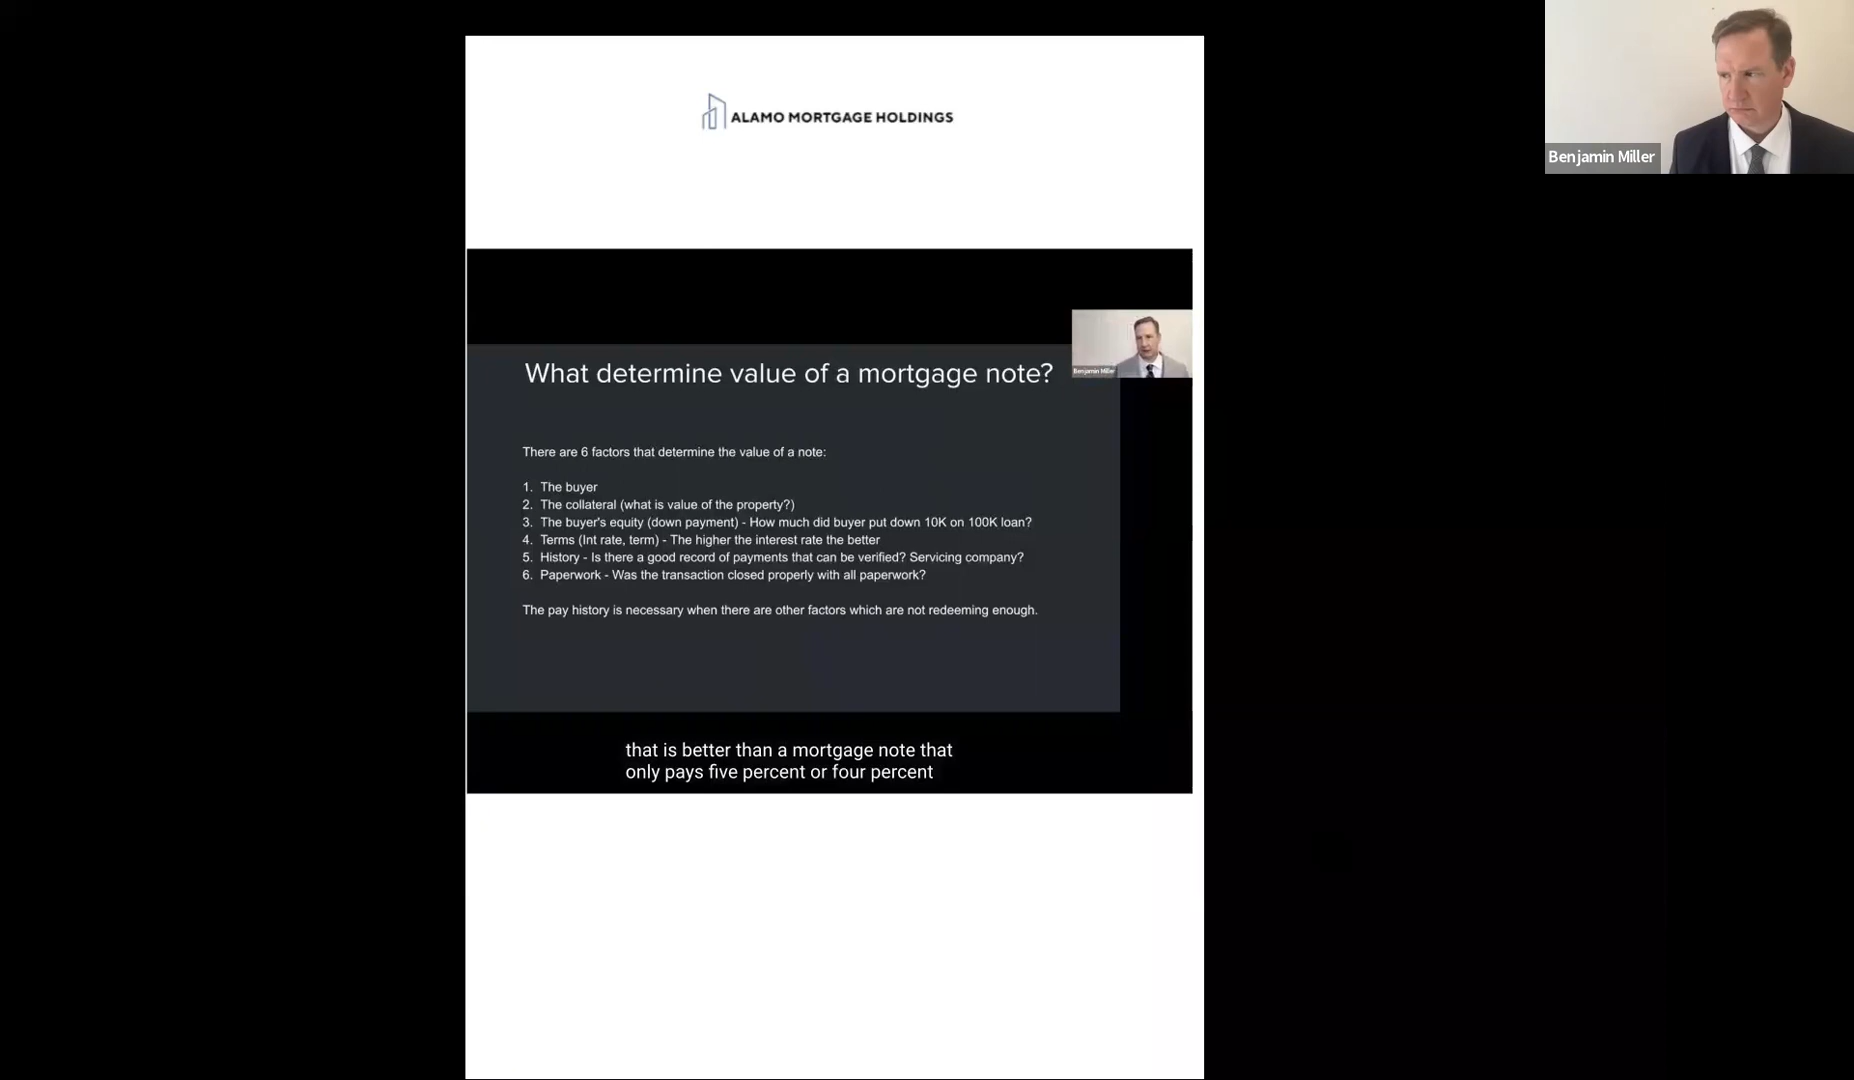 ALAMO MORTGAGE HOLDINGS
Benjamin Miller
What determine value of a mortgage note?
Benjamin Miller
There are 6 factors that determine the value of a note:
1. The buyer
2. The collateral (what is value of the property?)
3. The buyer's equity (down payment) - How much did buyer put down 10K on 100K loan?
4. Terms (Int rate, term) - The higher the interest rate the better
5. History - Is there a good record of payments that can be verified? Servicing company?
6. Paperwork - Was the transaction closed properly with all paperwork?
The pay history is necessary when there are other factors which are not redeeming enough.
that is better than a mortgage note that
only pays five percent or four percent